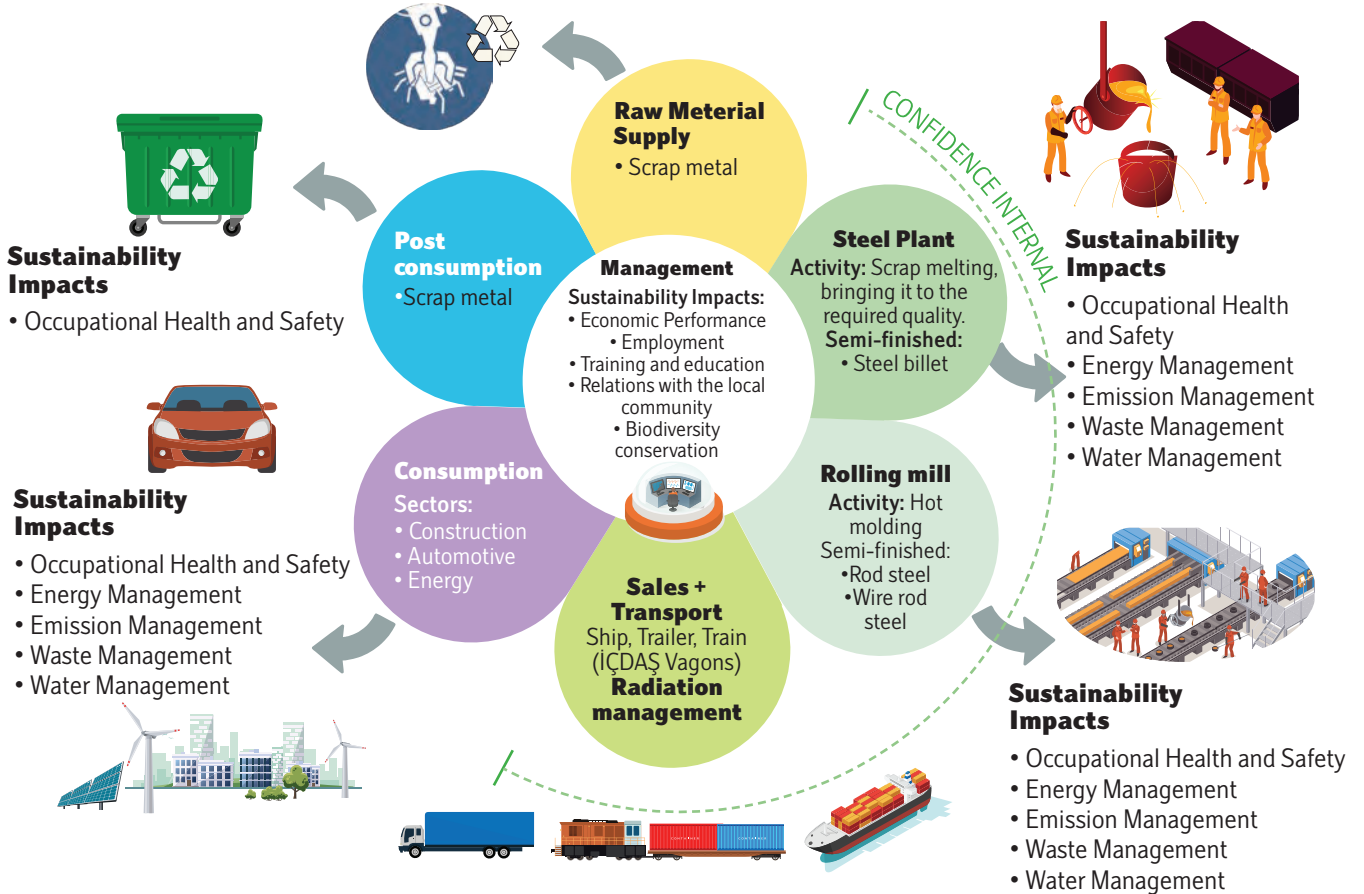 Raw Meterial
Supply
• Scrap metal
CONFIDENCE INTERNAL
Steel Plant
Activity: Scrap melting,
bringing it to the
required quality.
Semi-finished:
• Steel billet
Sustainability
Impacts
• Occupational Health
and Safety
• Energy Management
• Emission Management
• Waste Management
• Water Management
Rolling mill
Activity: Hot
molding
Semi-finished:
•Rod steel
•Wire rod
steel
Sustainability
Impacts
• Occupational Health and Safety
• Energy Management
• Emission Management
• Waste Management
• Water Management
Sales +
Transport
Ship, Trailer, Train
(İÇDAŞ Vagons)
Radiation
management
Consumption
Sectors:
• Construction
• Automotive
• Energy
Sustainability
Impacts
• Occupational Health and Safety
• Energy Management
• Emission Management
• Waste Management
• Water Management
Post
consumption
•Scrap metal
Sustainability
Impacts
• Occupational Health and Safety
Management
Sustainability Impacts:
• Economic Performance
• Employment
• Training and education
• Relations with the local
community
• Biodiversity
conservation